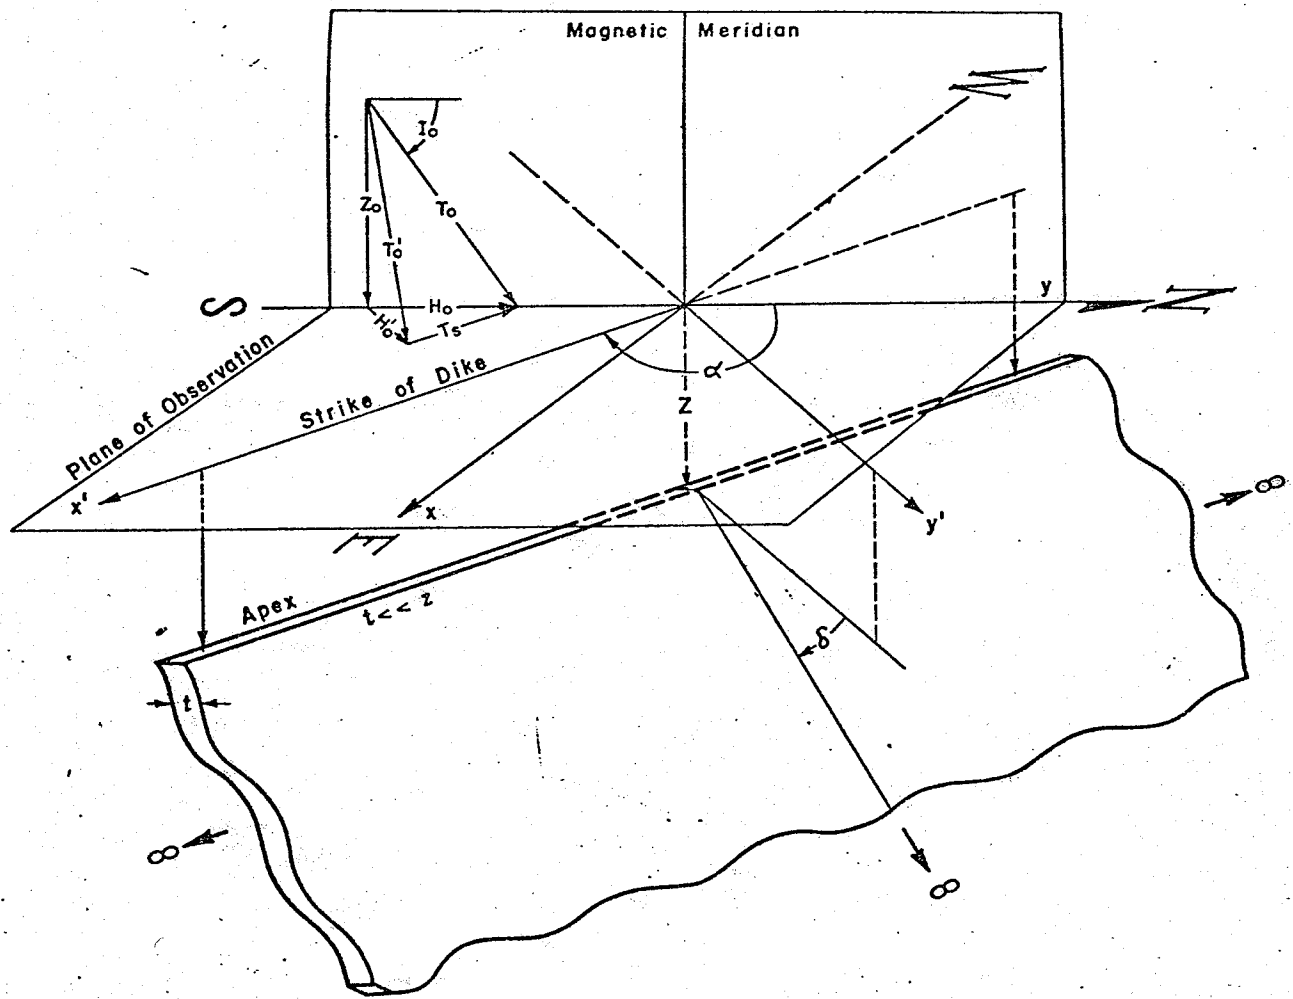 Magnetic Meridian
W
I₀
Z₀
T₀
T₀'
S
H₀
H₀'
Tₛ
y
N
α
Z
Plane of Observation
Strike of Dike
x'
x
y'
E
∞
Apex
t << z
δ
t
∞
∞